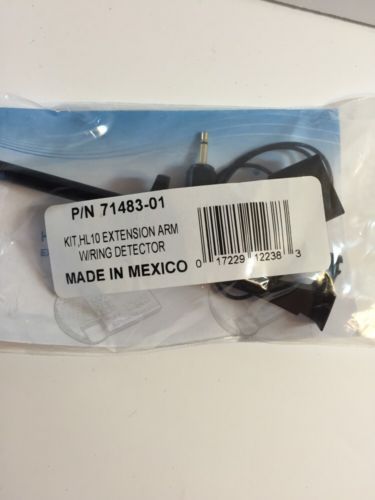 P/N 71483-01
KIT,HL10 EXTENSION ARM
W/RING DETECTOR
MADE IN MEXICO
0 17229 12238 3